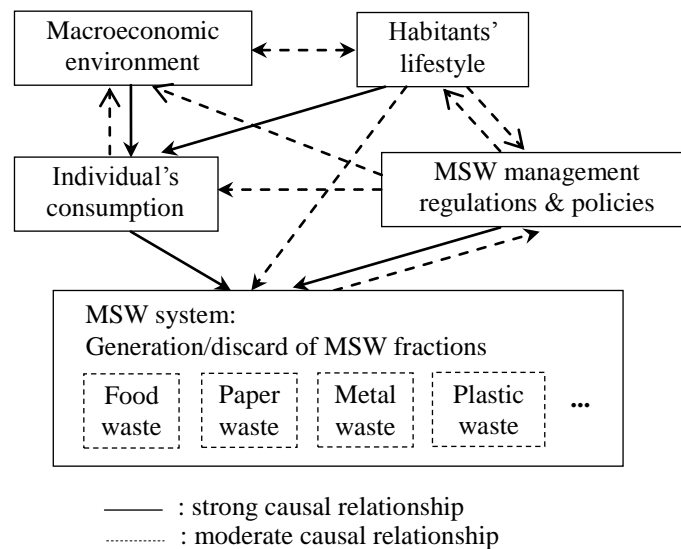 Macroeconomic
environment
Habitants'
lifestyle
Individual's
consumption
MSW management
regulations & policies
MSW system:
Generation/discard of MSW fractions
Food
waste
Paper
waste
Metal
waste
Plastic
waste
...
: strong causal relationship
: moderate causal relationship